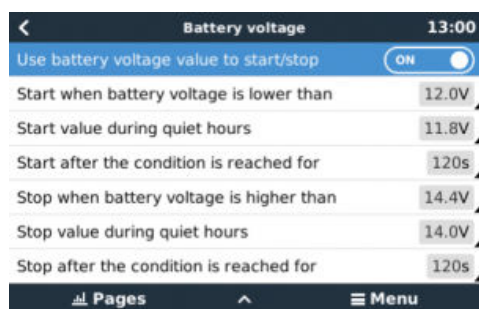 Battery voltage 13:00
Use battery voltage value to start/stop ON
Start when battery voltage is lower than 12.0V
Start value during quiet hours 11.8V
Start after the condition is reached for 120s
Stop when battery voltage is higher than 14.4V
Stop value during quiet hours 14.0V
Stop after the condition is reached for 120s
Pages Menu